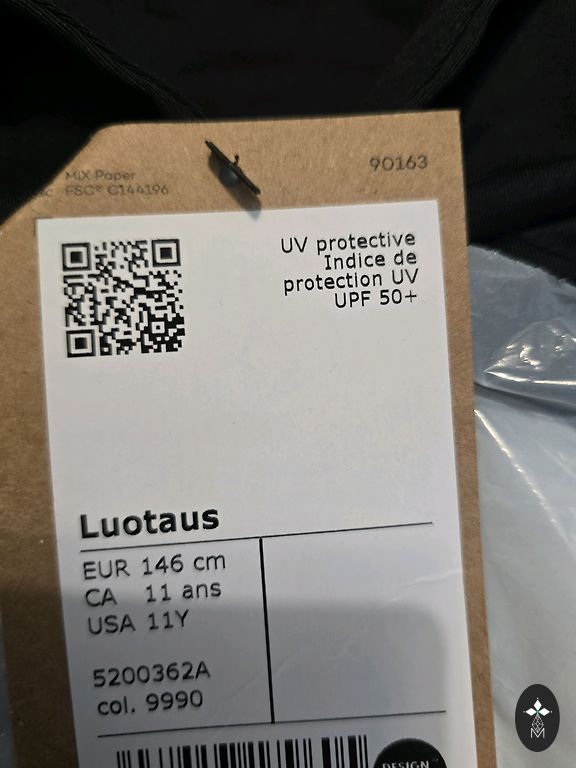 MIX Paper
FSC® C144196
90163
UV protective
Indice de
protection UV
UPF 50+
Luotaus
EUR 146 cm
CA 11 ans
USA 11Y
5200362A
col. 9990
DESIGN
M